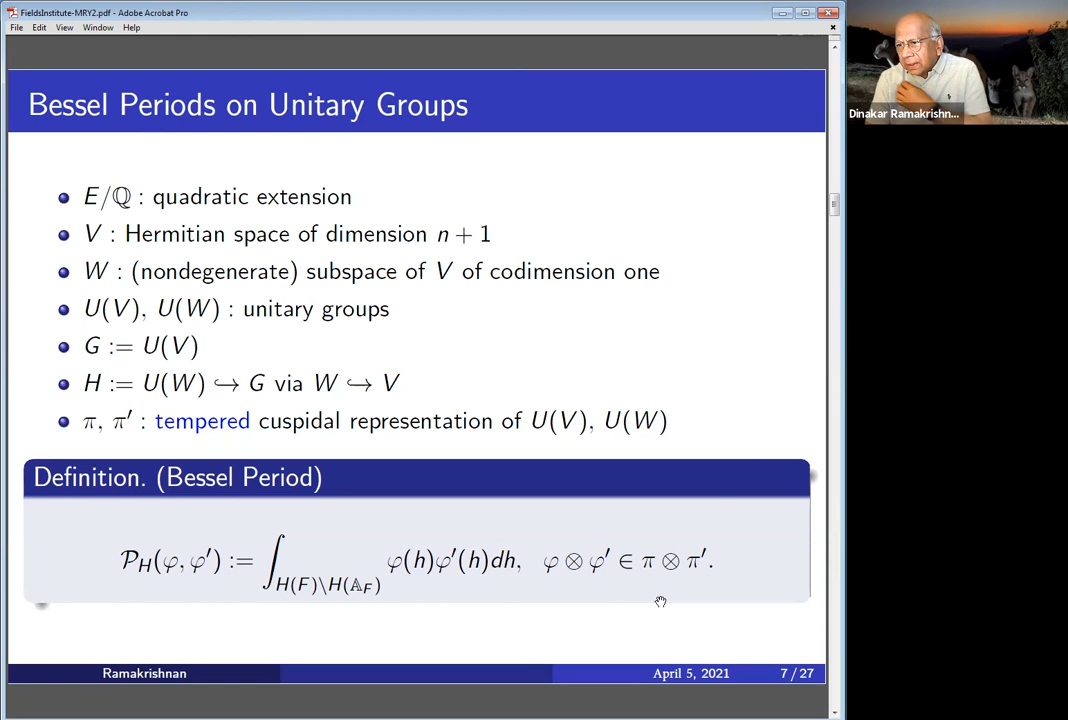 FieldsInstitute-MRY2.pdf - Adobe Acrobat Pro
File Edit View Window Help
Bessel Periods on Unitary Groups
E/ℚ : quadratic extension
V : Hermitian space of dimension n + 1
W : (nondegenerate) subspace of V of codimension one
U(V), U(W) : unitary groups
G := U(V)
H := U(W) ↪ G via W ↪ V
π, π′ : tempered cuspidal representation of U(V), U(W)
Definition. (Bessel Period)
𝒫_H(φ, φ′) := ∫_{H(F)\H(𝔸_F)} φ(h)φ′(h)dh, φ ⊗ φ′ ∈ π ⊗ π′.
Ramakrishnan April 5, 2021 7 / 27
Dinakar Ramakrishn...